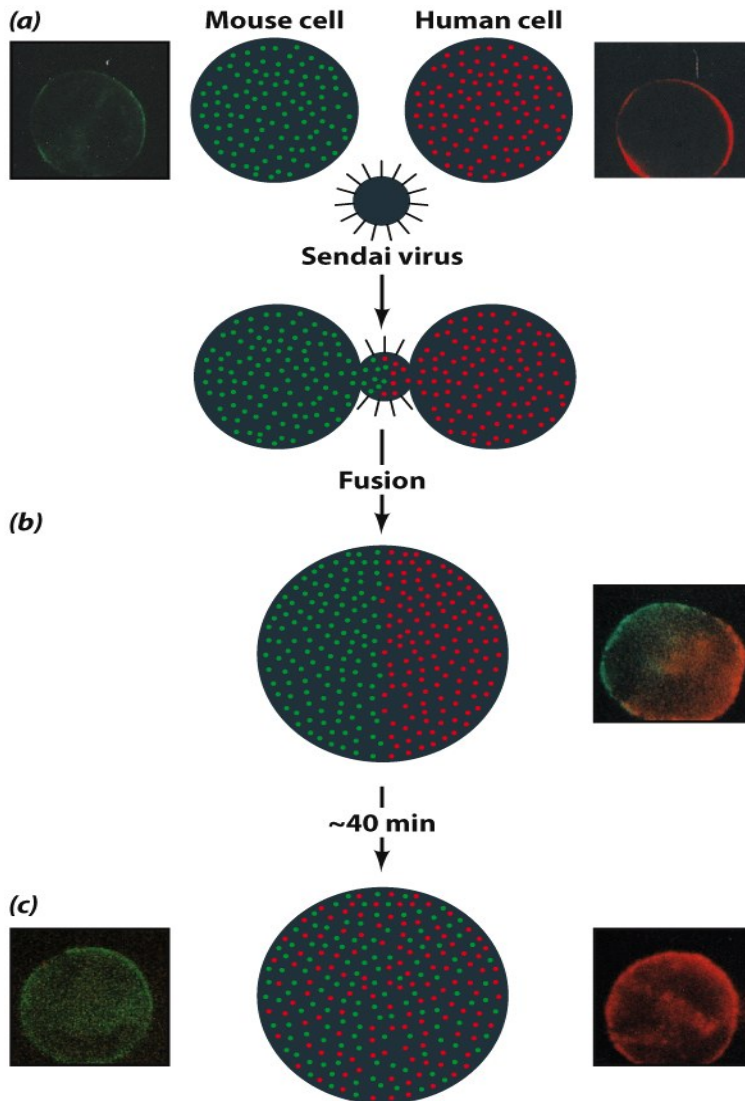 (a)
Mouse cell
Human cell
Sendai virus
Fusion
(b)
~40 min
(c)